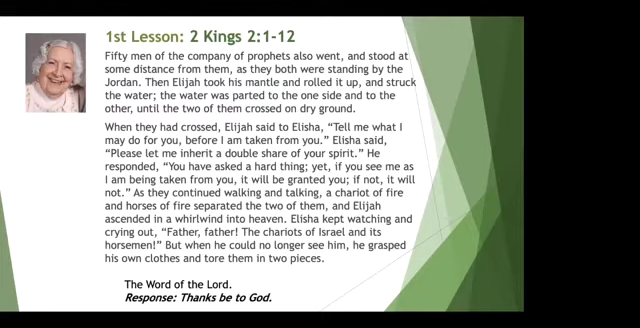 1st Lesson: 2 Kings 2:1-12
Fifty men of the company of prophets also went, and stood at
some distance from them, as they both were standing by the
Jordan. Then Elijah took his mantle and rolled it up, and struck
the water; the water was parted to the one side and to the
other, until the two of them crossed on dry ground.
When they had crossed, Elijah said to Elisha, “Tell me what I
may do for you, before I am taken from you.” Elisha said,
“Please let me inherit a double share of your spirit.” He
responded, “You have asked a hard thing; yet, if you see me as
I am being taken from you, it will be granted you; if not, it will
not.” As they continued walking and talking, a chariot of fire
and horses of fire separated the two of them, and Elijah
ascended in a whirlwind into heaven. Elisha kept watching and
crying out, “Father, father! The chariots of Israel and its
horsemen!” But when he could no longer see him, he grasped
his own clothes and tore them in two pieces.
The Word of the Lord.
Response: Thanks be to God.